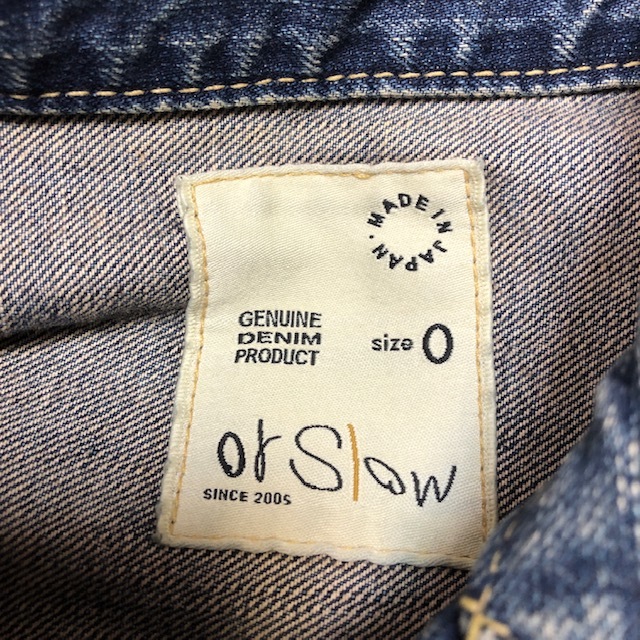 MADE IN JAPAN.
GENUINE
DENIM
PRODUCT
size 0
orSlow
SINCE 2005